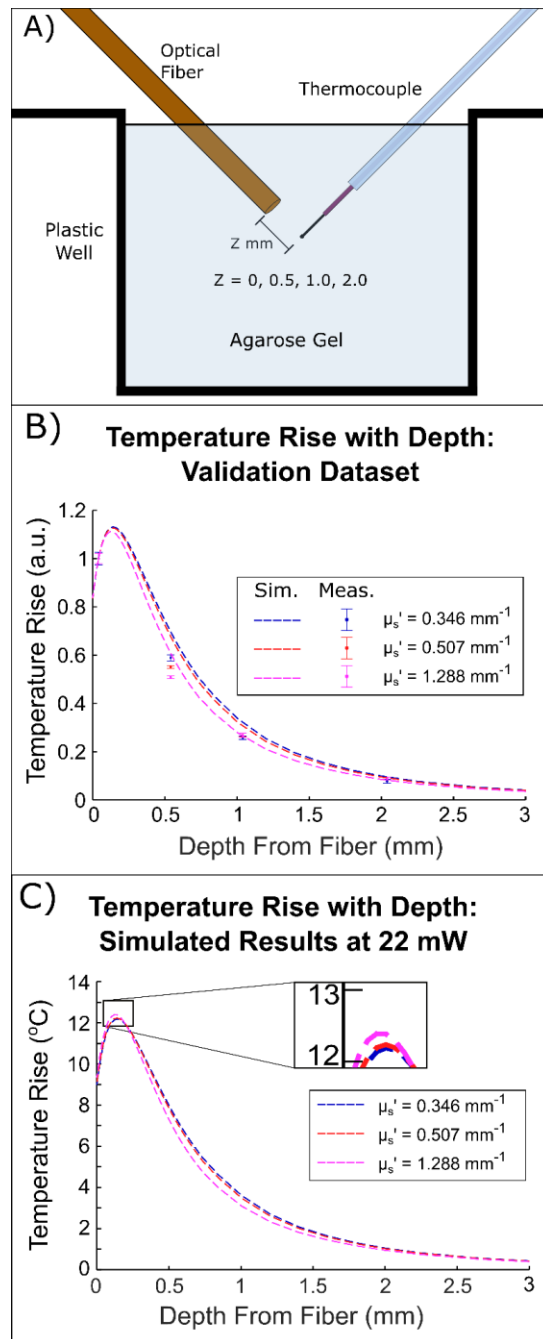 A)
Optical
Fiber
Thermocouple
Plastic
Well
Z mm
Z = 0, 0.5, 1.0, 2.0
Agarose Gel
B)
Temperature Rise with Depth:
Validation Dataset
Temperature Rise (a.u.)
1.2
1
0.8
0.6
0.4
0.2
0
Sim. Meas.
μs' = 0.346 mm-1
μs' = 0.507 mm-1
μs' = 1.288 mm-1
0 0.5 1 1.5 2 2.5 3
Depth From Fiber (mm)
C)
Temperature Rise with Depth:
Simulated Results at 22 mW
Temperature Rise (ºC)
14
12
10
8
6
4
2
0
13
12
μs' = 0.346 mm-1
μs' = 0.507 mm-1
μs' = 1.288 mm-1
0 0.5 1 1.5 2 2.5 3
Depth From Fiber (mm)